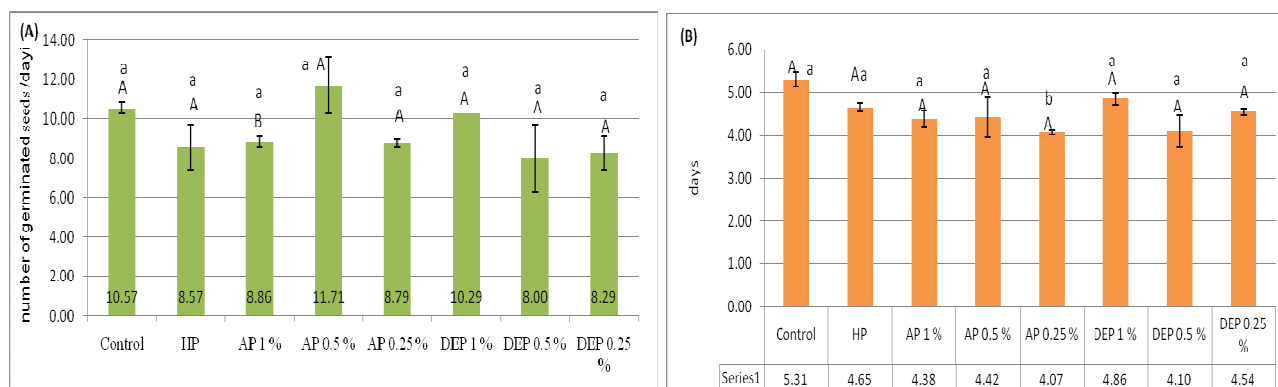 (A)
number of germinated seeds /dayi
14.00
12.00
10.00
8.00
6.00
4.00
2.00
0.00
a a a a A a a a a
A A B A A A A
10.57 8.57 8.86 11.71 8.79 10.29 8.00 8.29
Control HP AP 1 % AP 0.5 % AP 0.25 % DEP 1 % DEP 0.5 % DEP 0.25 %
(B)
days
6.00
5.00
4.00
3.00
2.00
1.00
0.00
A a Aa a a b a a a
A A A A A A
Control HP AP 1 % AP 0.5 % AP 0.25 % DEP 1 % DEP 0.5 % DEP 0.25 %
Series1 5.31 4.65 4.38 4.42 4.07 4.86 4.10 4.54